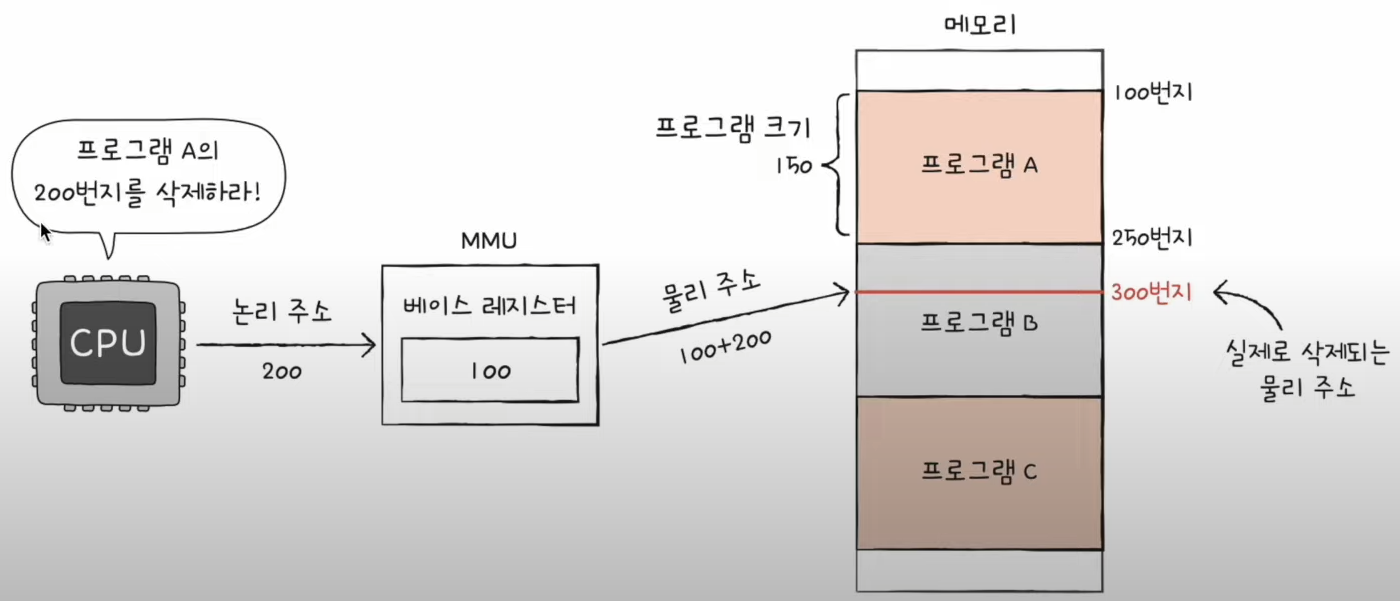 메모리
100번지
프로그램 크기
150
프로그램 A
프로그램 A의
200번지를 삭제하라!
250번지
MMU
베이스 레지스터
100
CPU
논리 주소
200
물리 주소
100+200
300번지
프로그램 B
실제로 삭제되는
물리 주소
프로그램 C